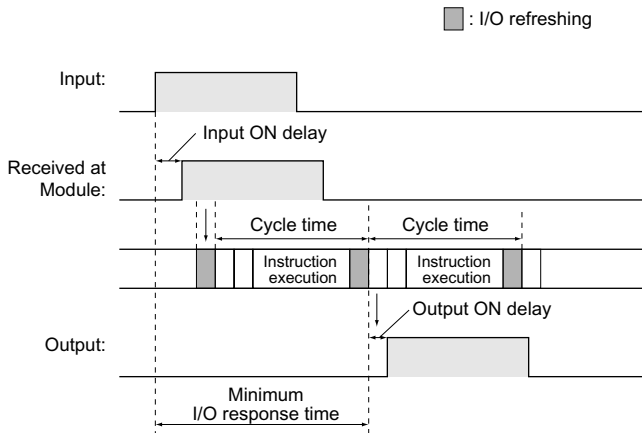 : I/O refreshing
Input:
Input ON delay
Received at
Module:
Cycle time
Cycle time
Instruction
execution
Instruction
execution
Output ON delay
Output:
Minimum
I/O response time